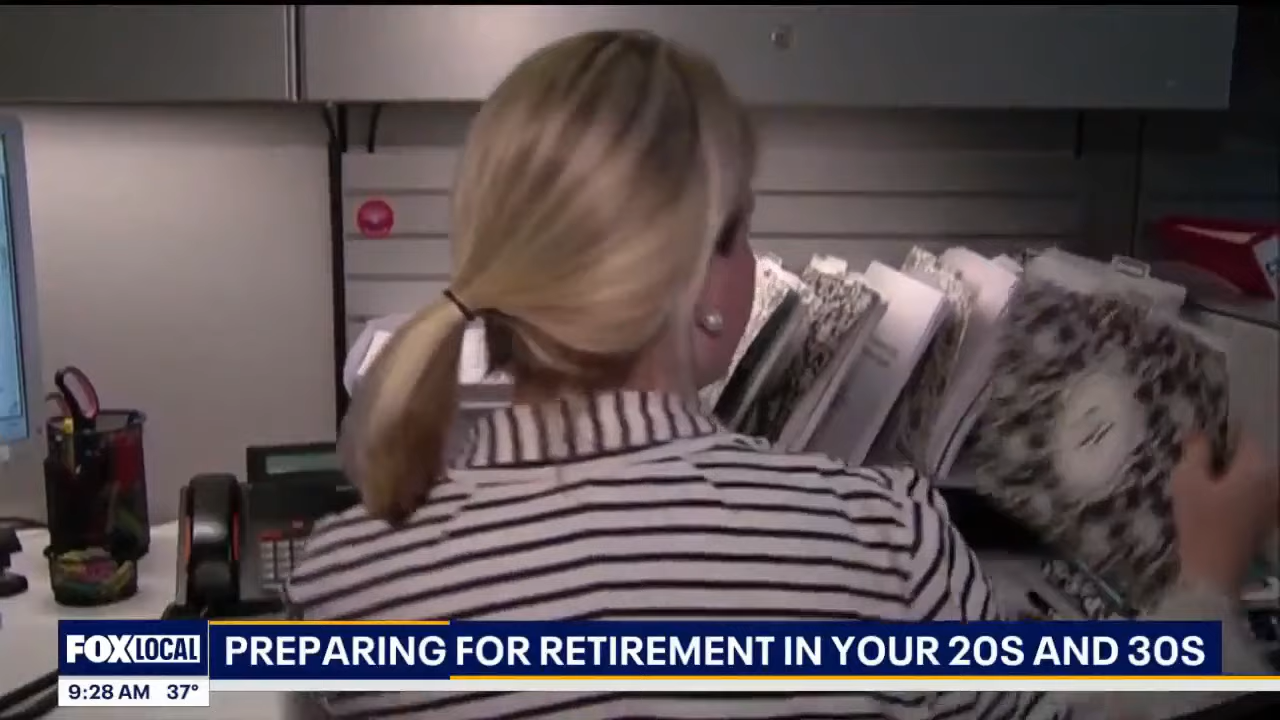 FOX LOCAL
PREPARING FOR RETIREMENT IN YOUR 20S AND 30S
9:28 AM 37°